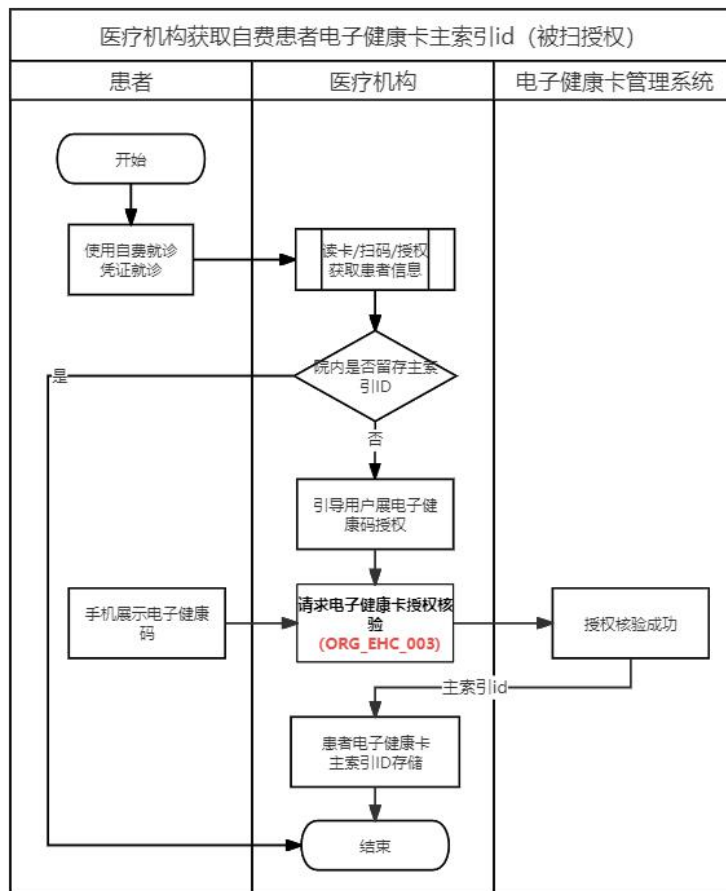 医疗机构获取自费患者电子健康卡主索引id（被扫授权）
患者
医疗机构
电子健康卡管理系统
开始
使用自费就诊
凭证就诊
读卡/扫码/授权
获取患者信息
院内是否留存主索
引ID
是
否
引导用户展电子健
康码授权
手机展示电子健康
码
请求电子健康卡授权核
验
（ORG_EHC_003)
授权核验成功
主索引id
患者电子健康卡
主索引ID存储
结束